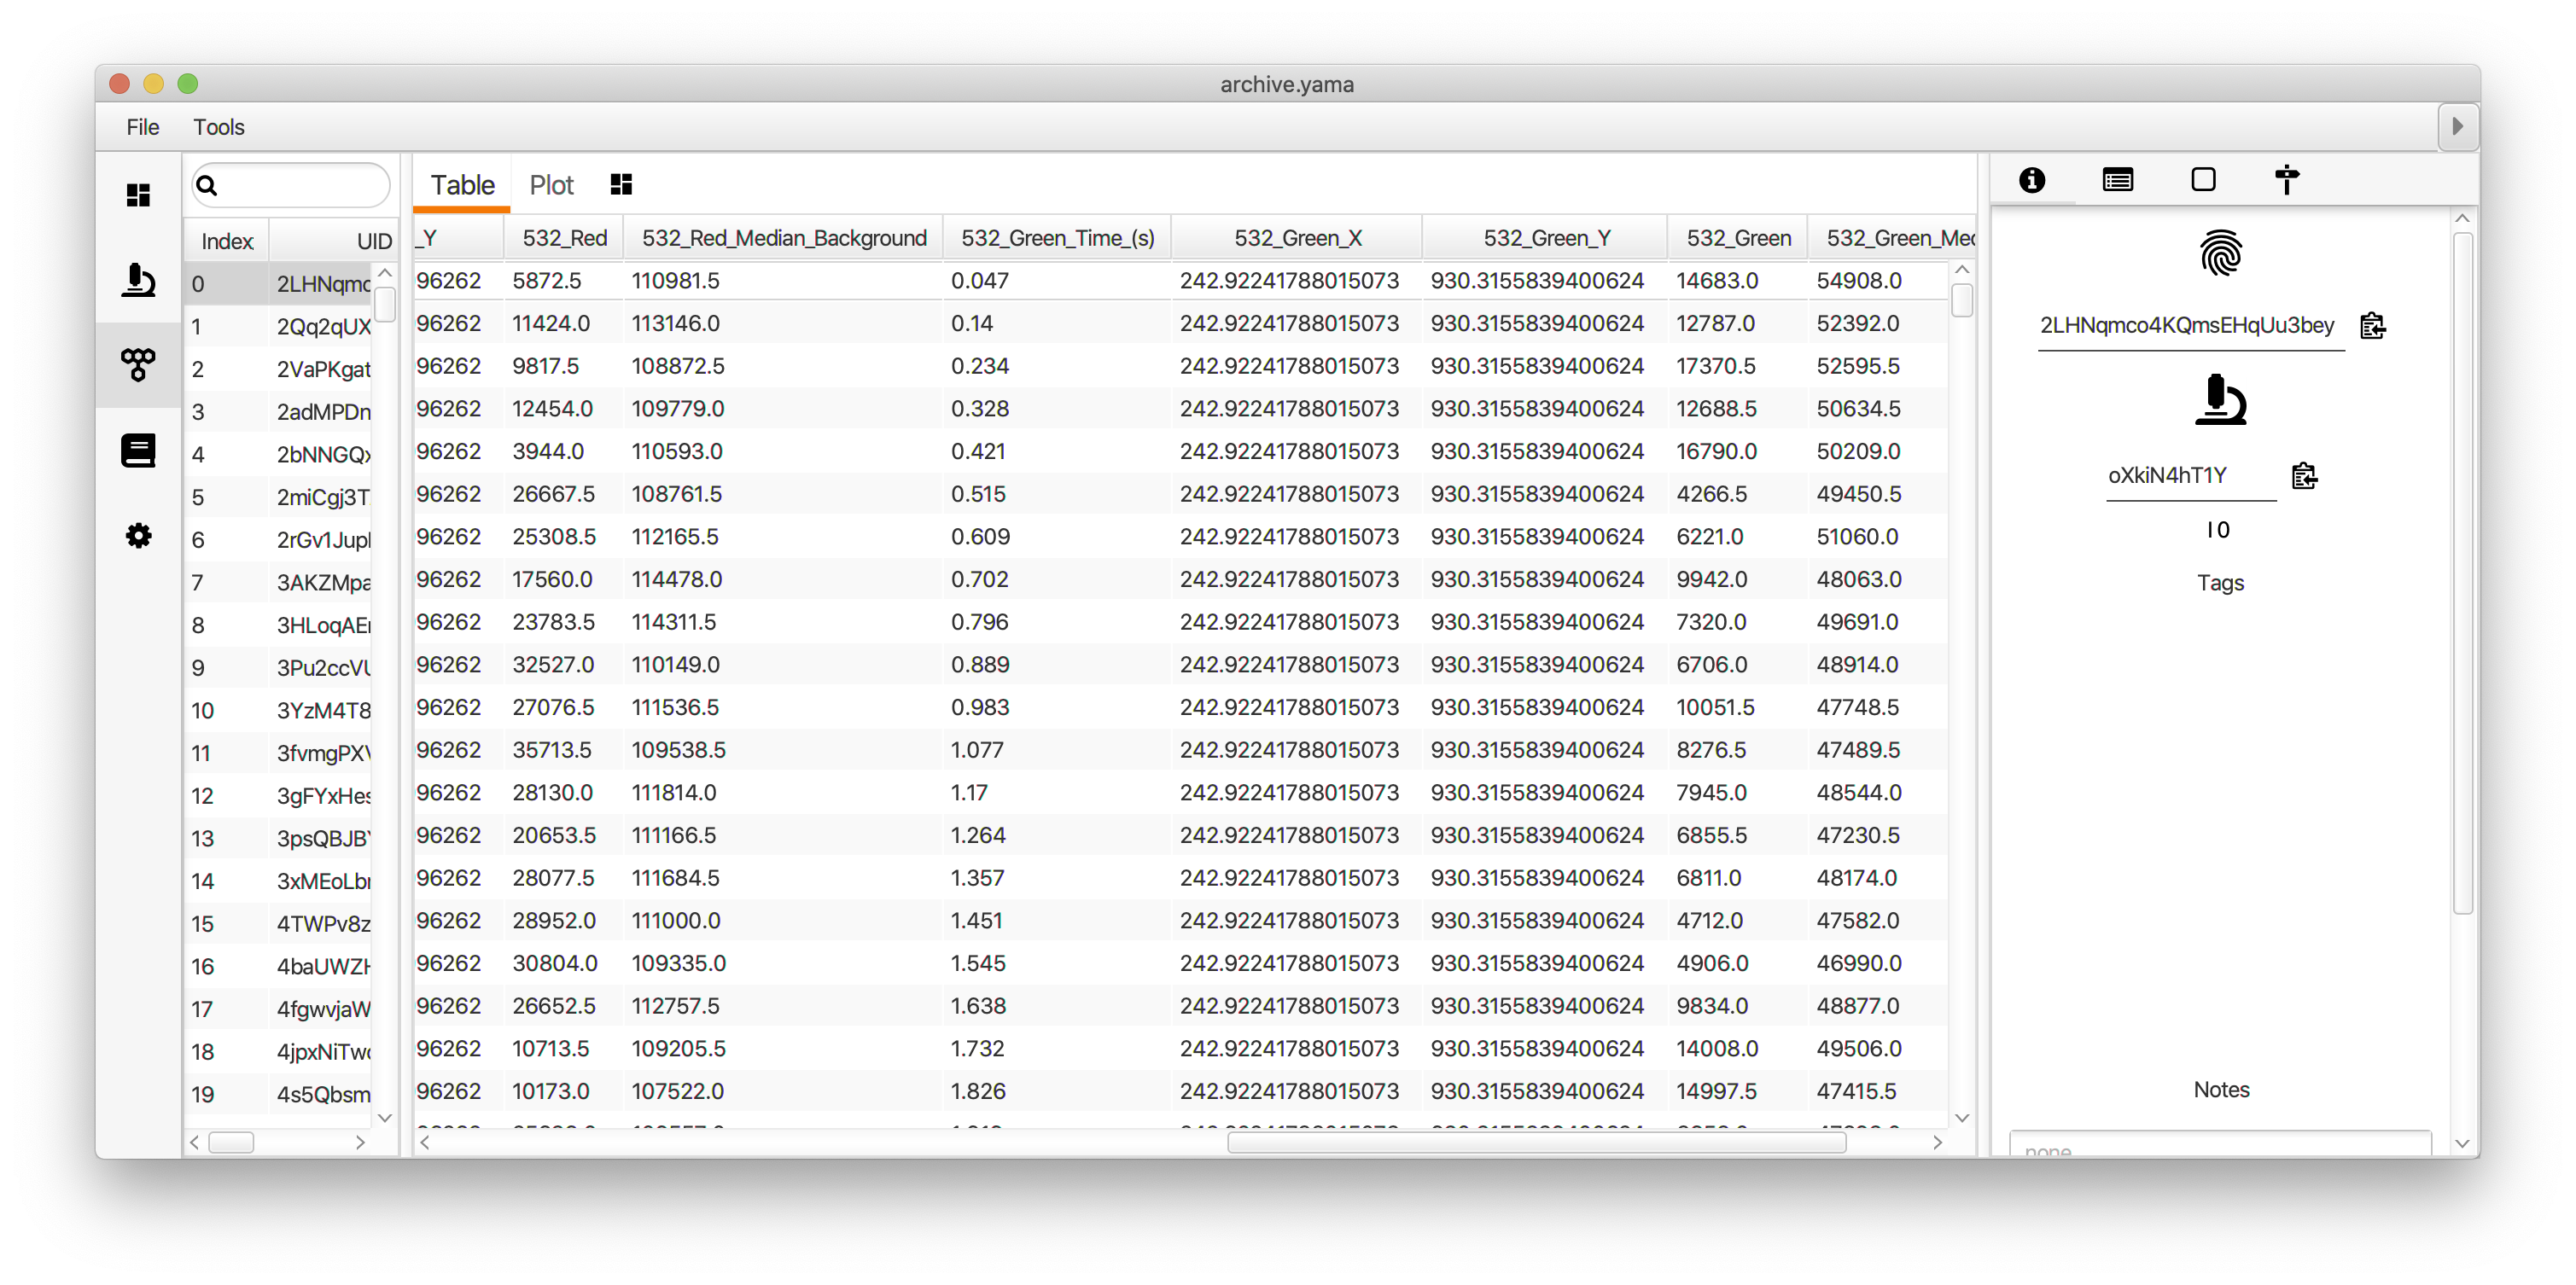 archive.yama
File Tools
Table Plot
Index UID
_Y 532_Red 532_Red_Median_Background 532_Green_Time_(s) 532_Green_X 532_Green_Y 532_Green 532_Green_Med
0 2LHNqmc 96262 5872.5 110981.5 0.047 242.92241788015073 930.3155839400624 14683.0 54908.0
1 2Qq2qUX 96262 11424.0 113146.0 0.14 242.92241788015073 930.3155839400624 12787.0 52392.0
2 2VaPKgat 96262 9817.5 108872.5 0.234 242.92241788015073 930.3155839400624 17370.5 52595.5
3 2adMPDn 96262 12454.0 109779.0 0.328 242.92241788015073 930.3155839400624 12688.5 50634.5
4 2bNNGQx 96262 3944.0 110593.0 0.421 242.92241788015073 930.3155839400624 16790.0 50209.0
5 2miCgj3T 96262 26667.5 108761.5 0.515 242.92241788015073 930.3155839400624 4266.5 49450.5
6 2rGv1Jupl 96262 25308.5 112165.5 0.609 242.92241788015073 930.3155839400624 6221.0 51060.0
7 3AKZMpa 96262 17560.0 114478.0 0.702 242.92241788015073 930.3155839400624 9942.0 48063.0
8 3HLoqAEr 96262 23783.5 114311.5 0.796 242.92241788015073 930.3155839400624 7320.0 49691.0
9 3Pu2ccVU 96262 32527.0 110149.0 0.889 242.92241788015073 930.3155839400624 6706.0 48914.0
10 3YzM4T8 96262 27076.5 111536.5 0.983 242.92241788015073 930.3155839400624 10051.5 47748.5
11 3fvmgPXV 96262 35713.5 109538.5 1.077 242.92241788015073 930.3155839400624 8276.5 47489.5
12 3gFYxHes 96262 28130.0 111814.0 1.17 242.92241788015073 930.3155839400624 7945.0 48544.0
13 3psQBJBY 96262 20653.5 111166.5 1.264 242.92241788015073 930.3155839400624 6855.5 47230.5
14 3xMEoLbr 96262 28077.5 111684.5 1.357 242.92241788015073 930.3155839400624 6811.0 48174.0
15 4TWPv8z 96262 28952.0 111000.0 1.451 242.92241788015073 930.3155839400624 4712.0 47582.0
16 4baUWZH 96262 30804.0 109335.0 1.545 242.92241788015073 930.3155839400624 4906.0 46990.0
17 4fgwvjaW 96262 26652.5 112757.5 1.638 242.92241788015073 930.3155839400624 9834.0 48877.0
18 4jpxNiTwc 96262 10713.5 109205.5 1.732 242.92241788015073 930.3155839400624 14008.0 49506.0
19 4s5Qbsm 96262 10173.0 107522.0 1.826 242.92241788015073 930.3155839400624 14997.5 47415.5
2LHNqmco4KQmsEHqUu3bey
oXkiN4hT1Y
I 0
Tags
Notes
none